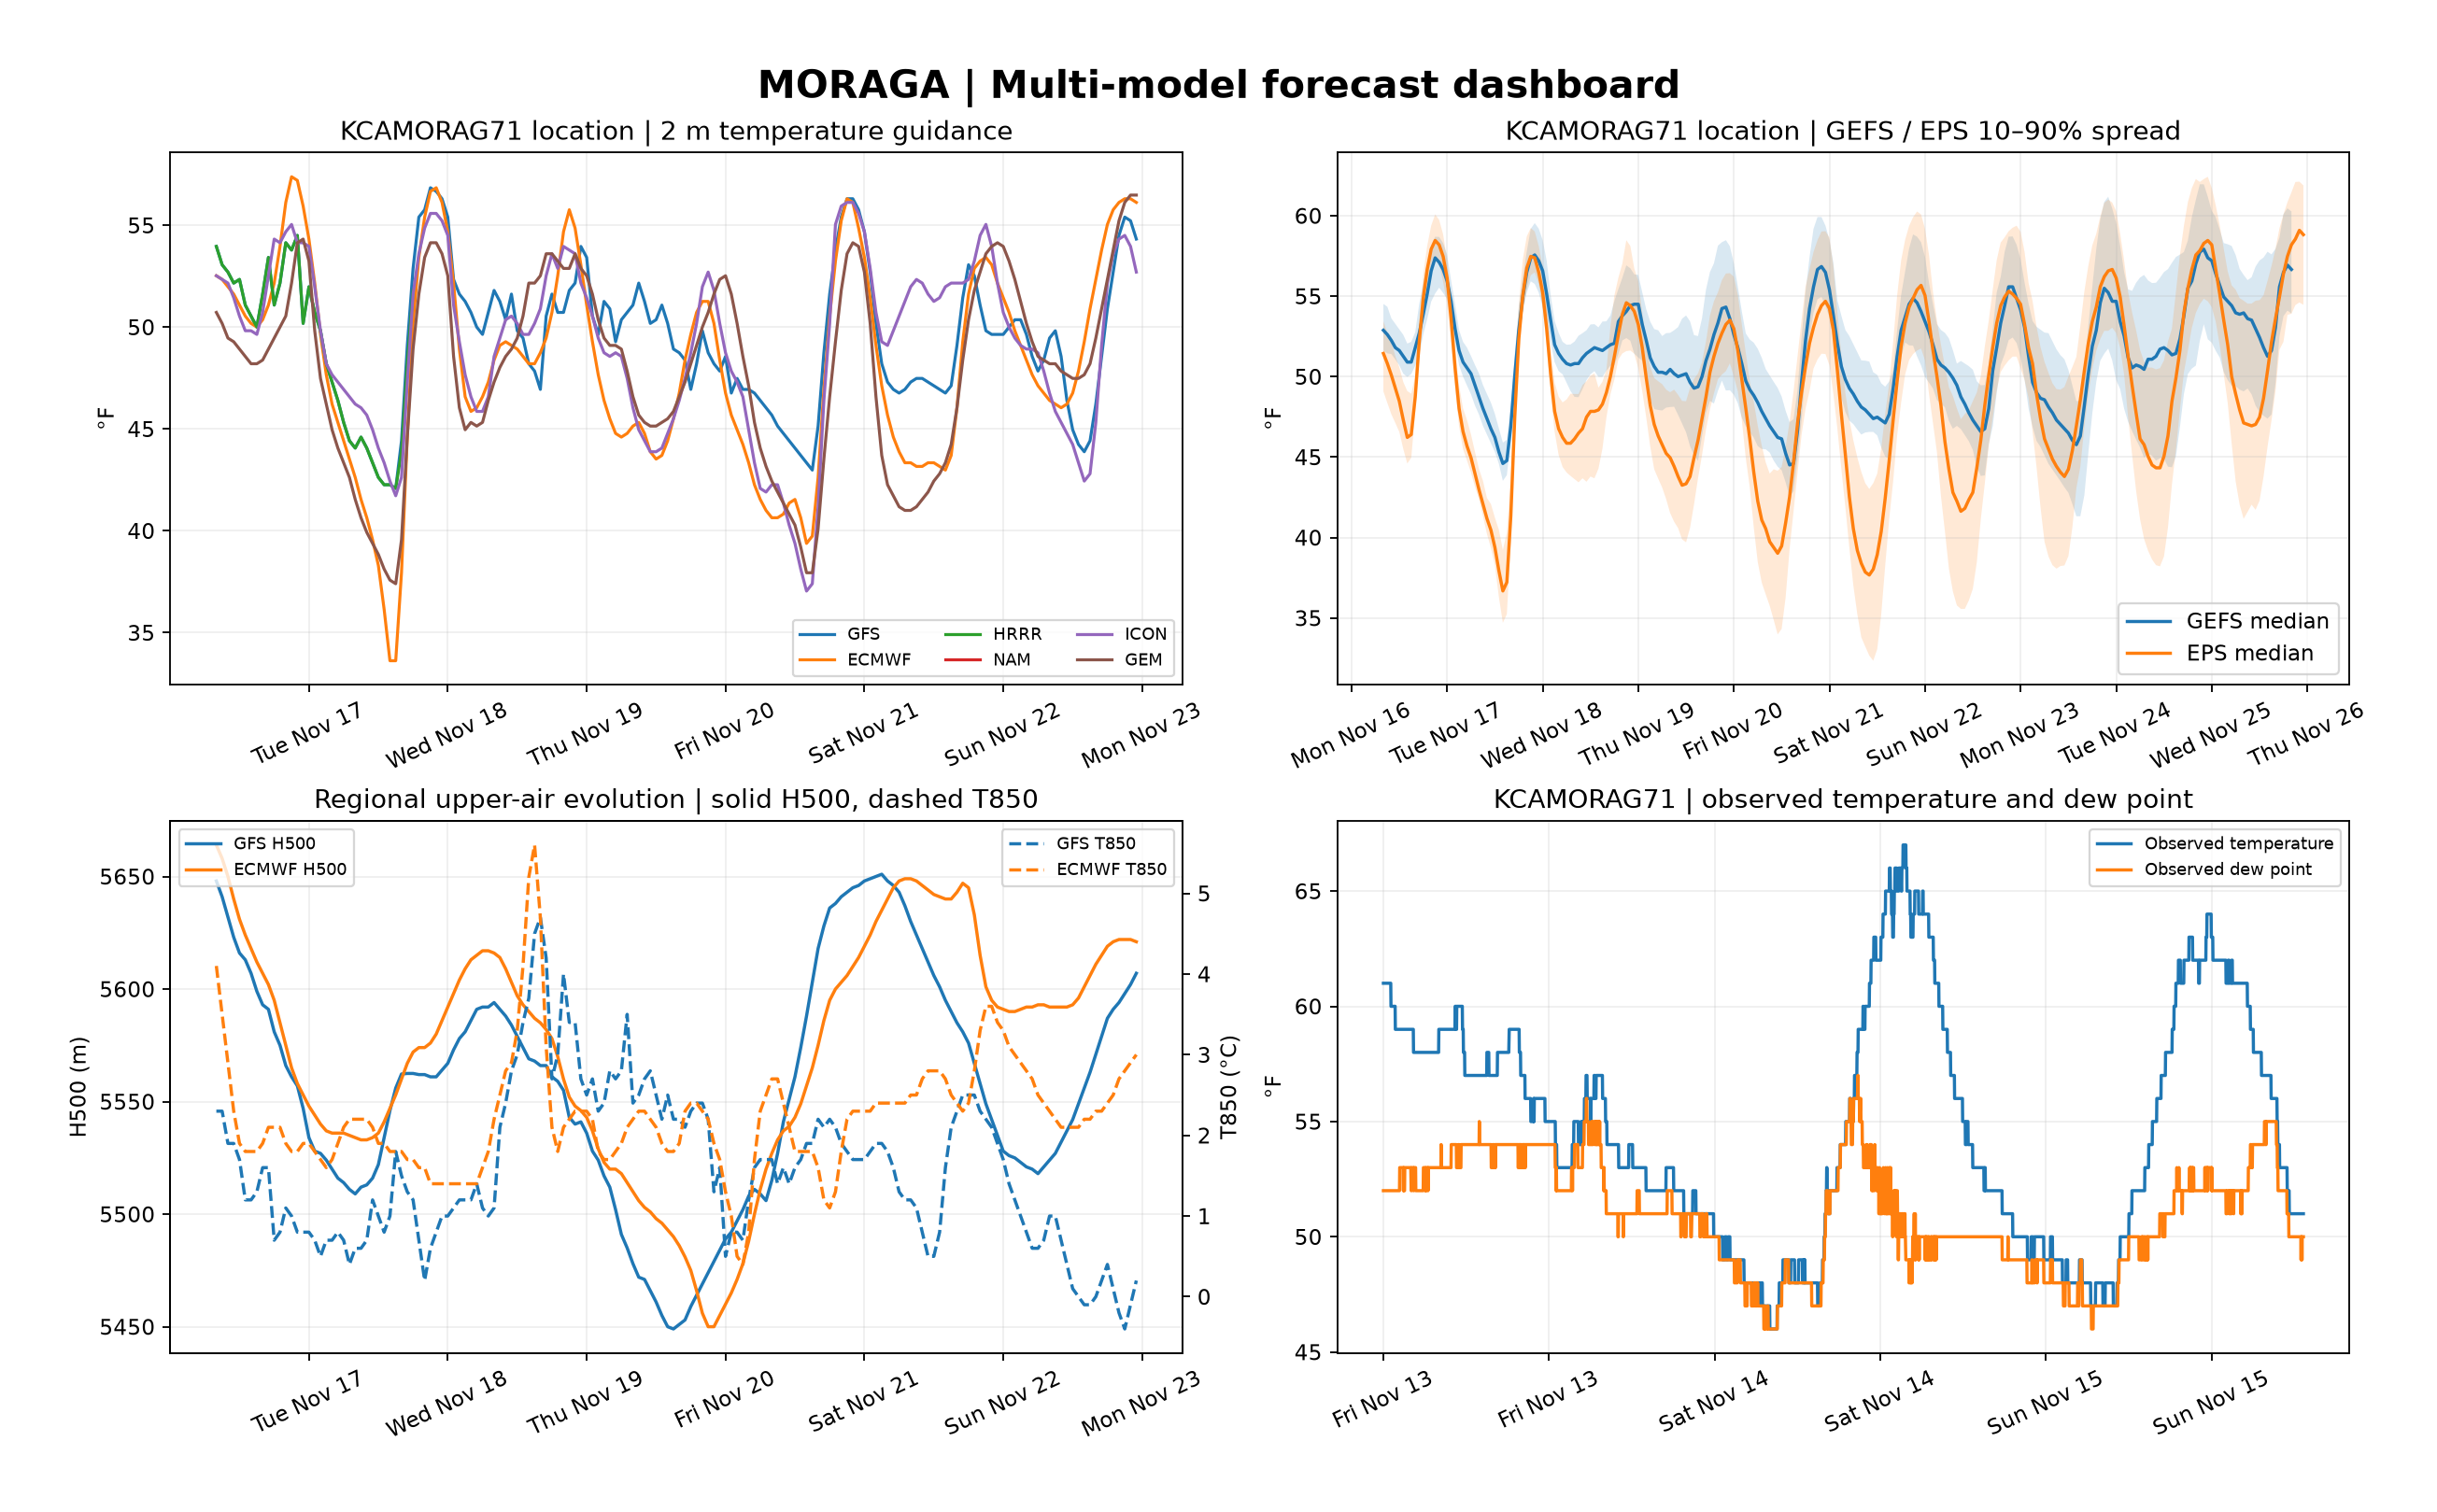 MORAGA | Multi-model forecast dashboard
KCAMORAG71 location | 2 m temperature guidance
°F
55
50
45
40
35
GFS
ECMWF
HRRR
NAM
ICON
GEM
Tue Nov 17
Wed Nov 18
Thu Nov 19
Fri Nov 20
Sat Nov 21
Sun Nov 22
Mon Nov 23
KCAMORAG71 location | GEFS / EPS 10–90% spread
°F
60
55
50
45
40
35
GEFS median
EPS median
Mon Nov 16
Tue Nov 17
Wed Nov 18
Thu Nov 19
Fri Nov 20
Sat Nov 21
Sun Nov 22
Mon Nov 23
Tue Nov 24
Wed Nov 25
Thu Nov 26
Regional upper-air evolution | solid H500, dashed T850
H500 (m)
5650
5600
5550
5500
5450
GFS H500
ECMWF H500
GFS T850
ECMWF T850
5
4
3
2
1
0
T850 (°C)
Tue Nov 17
Wed Nov 18
Thu Nov 19
Fri Nov 20
Sat Nov 21
Sun Nov 22
Mon Nov 23
KCAMORAG71 | observed temperature and dew point
°F
65
60
55
50
45
Observed temperature
Observed dew point
Fri Nov 13
Fri Nov 13
Sat Nov 14
Sat Nov 14
Sun Nov 15
Sun Nov 15